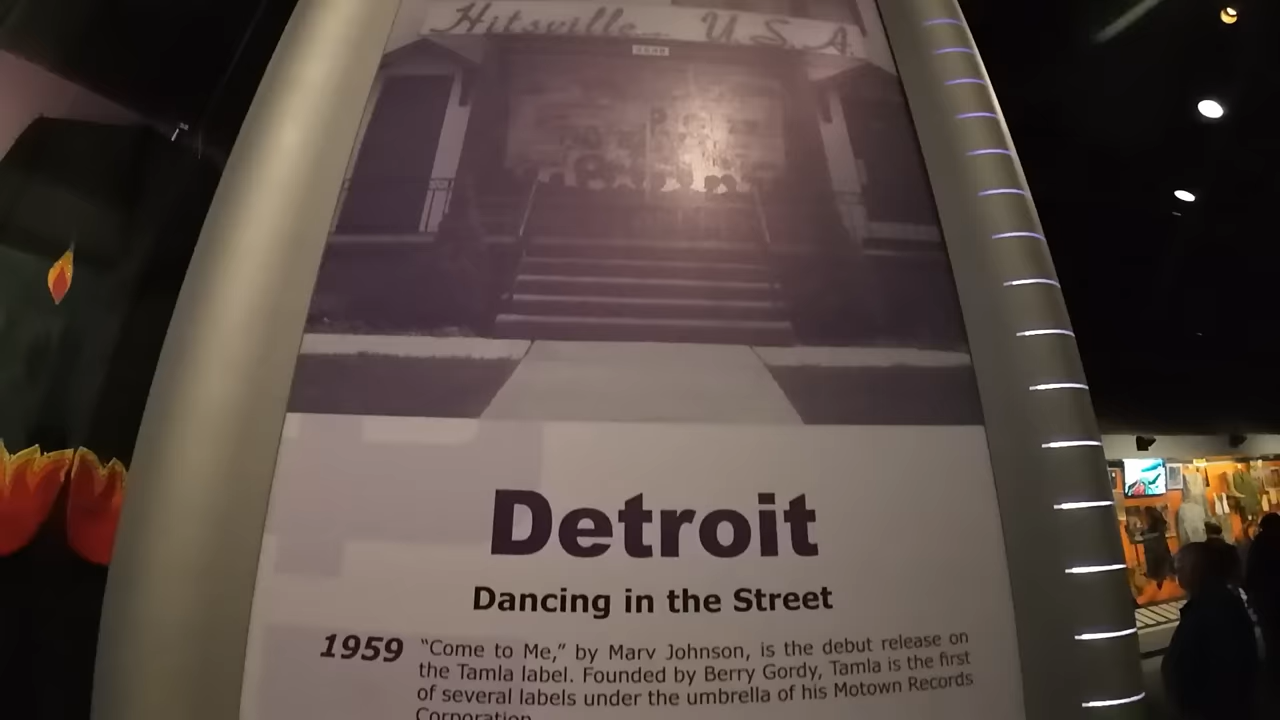 Hitsville U.S.A.
2648
Detroit
Dancing in the Street
1959
“Come to Me,” by Marv Johnson, is the debut release on
the Tamla label. Founded by Berry Gordy, Tamla is the first
of several labels under the umbrella of his Motown Records
Corporation.